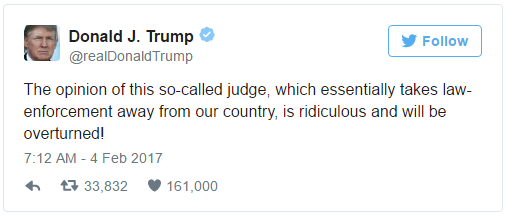 Donald J. Trump
@realDonaldTrump
Follow
The opinion of this so-called judge, which essentially takes law-
enforcement away from our country, is ridiculous and will be
overturned!
7:12 AM - 4 Feb 2017
33,832 161,000